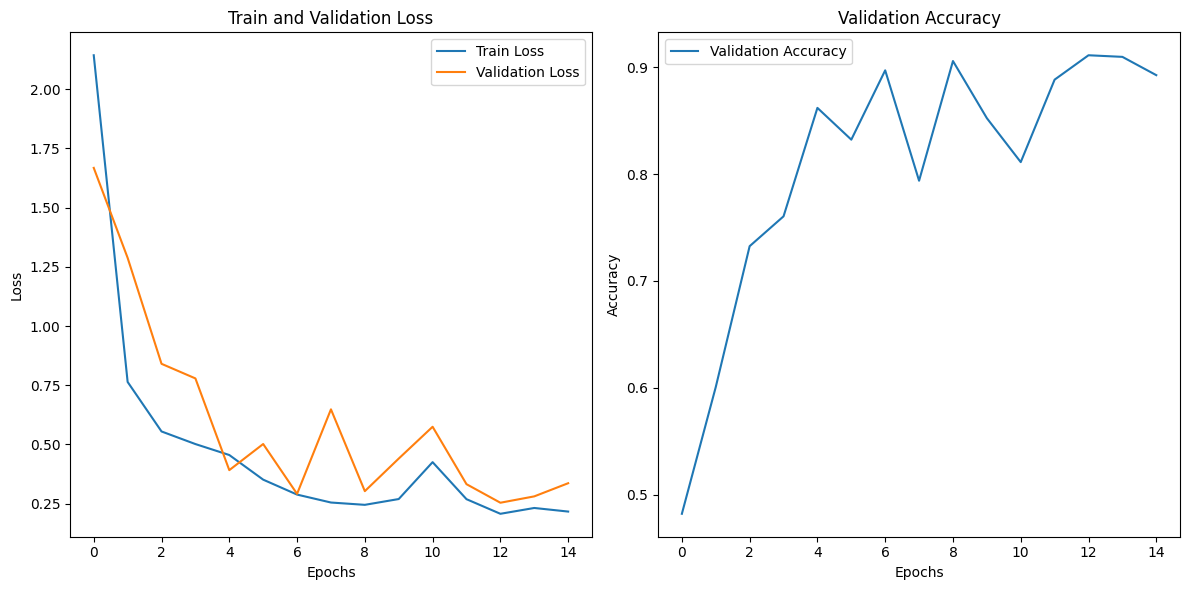 Train and Validation Loss
Train Loss
Validation Loss
2.00
1.75
1.50
1.25
1.00
0.75
0.50
0.25
Loss
0 2 4 6 8 10 12 14
Epochs
Validation Accuracy
Validation Accuracy
0.9
0.8
0.7
0.6
0.5
Accuracy
0 2 4 6 8 10 12 14
Epochs